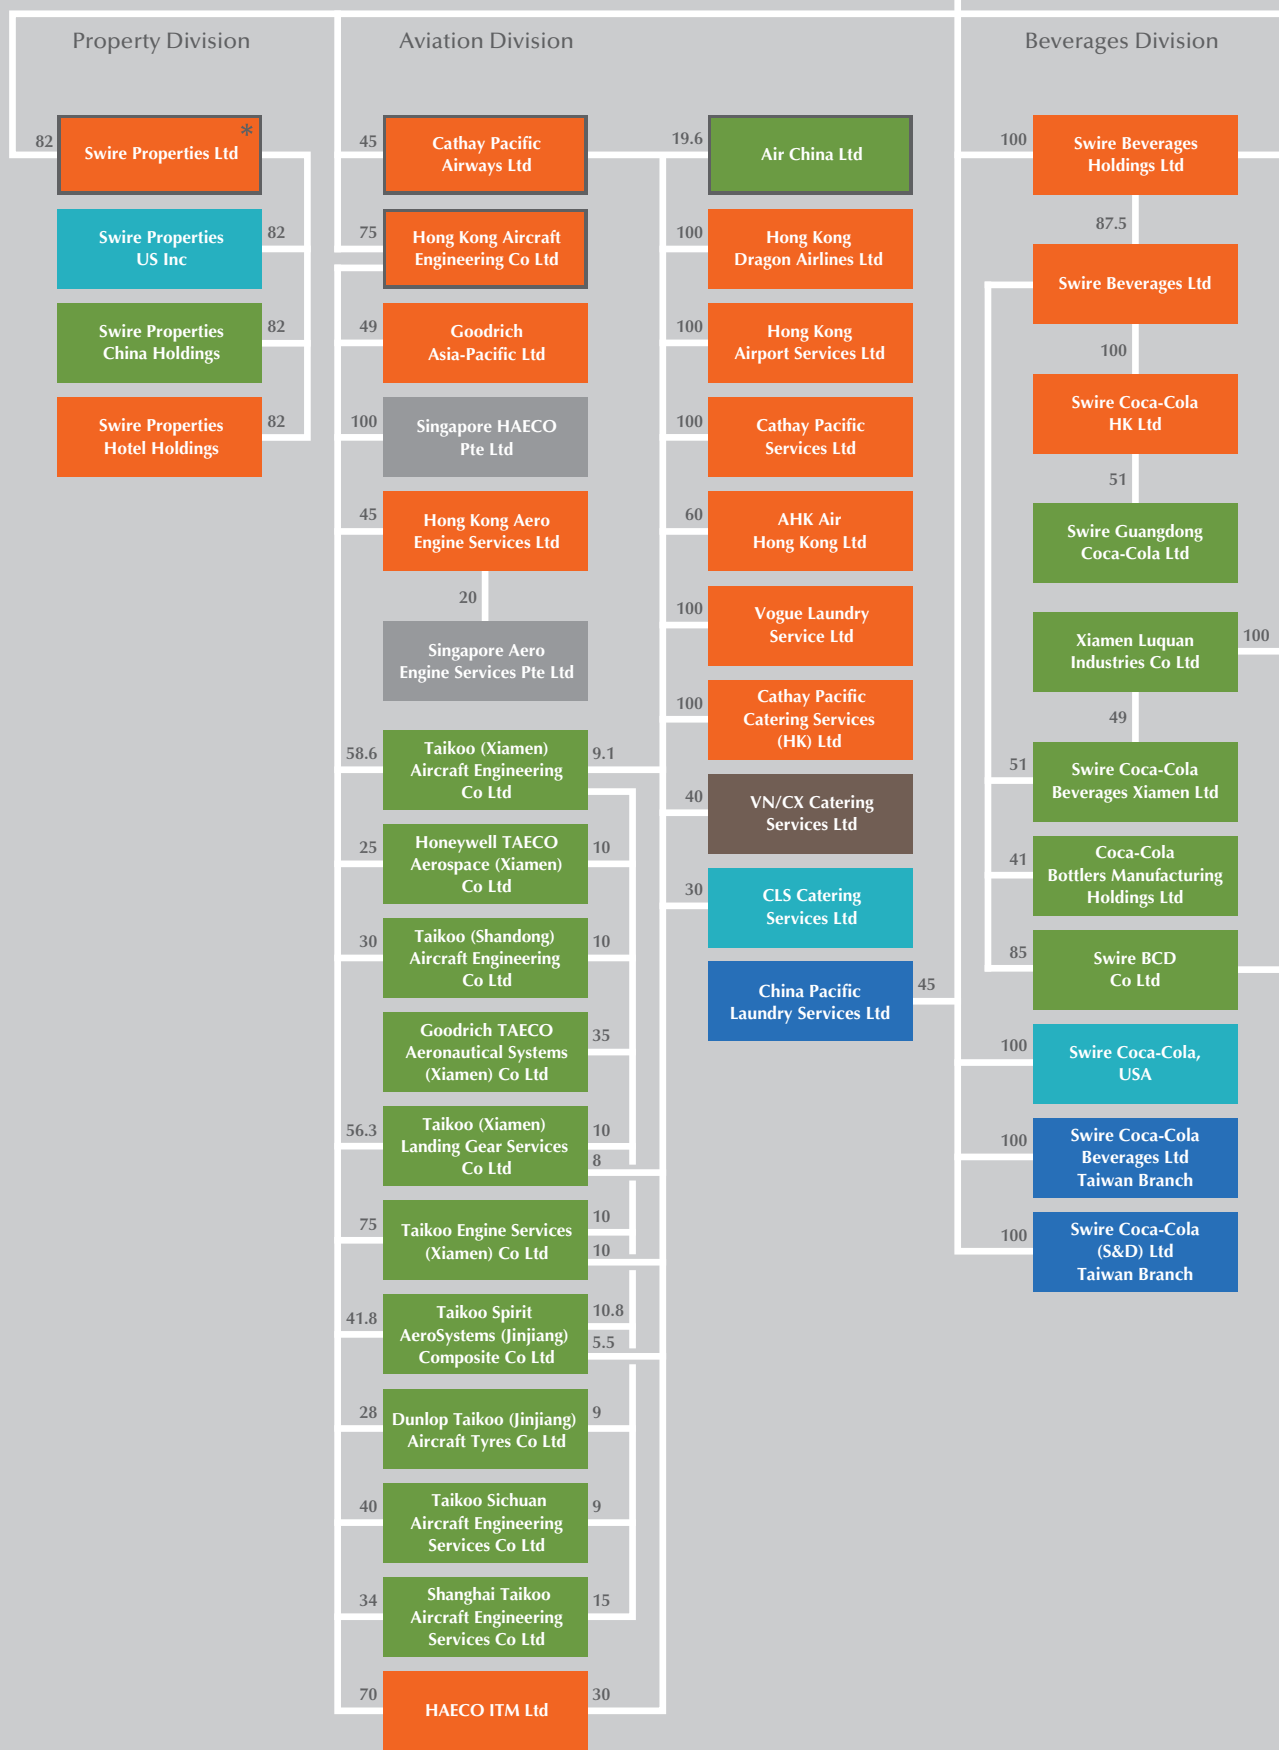 Property Division
82
Swire Properties Ltd
*
Swire Properties
US Inc
82
Swire Properties
China Holdings
82
Swire Properties
Hotel Holdings
82
Aviation Division
45
Cathay Pacific
Airways Ltd
75
Hong Kong Aircraft
Engineering Co Ltd
49
Goodrich
Asia-Pacific Ltd
100
Singapore HAECO
Pte Ltd
45
Hong Kong Aero
Engine Services Ltd
20
Singapore Aero
Engine Services Pte Ltd
58.6
Taikoo (Xiamen)
Aircraft Engineering
Co Ltd
9.1
25
Honeywell TAECO
Aerospace (Xiamen)
Co Ltd
10
30
Taikoo (Shandong)
Aircraft Engineering
Co Ltd
10
Goodrich TAECO
Aeronautical Systems
(Xiamen) Co Ltd
35
56.3
Taikoo (Xiamen)
Landing Gear Services
Co Ltd
10
8
75
Taikoo Engine Services
(Xiamen) Co Ltd
10
10
41.8
Taikoo Spirit
AeroSystems (Jinjiang)
Composite Co Ltd
10.8
5.5
28
Dunlop Taikoo (Jinjiang)
Aircraft Tyres Co Ltd
9
40
Taikoo Sichuan
Aircraft Engineering
Services Co Ltd
9
34
Shanghai Taikoo
Aircraft Engineering
Services Co Ltd
15
70
HAECO ITM Ltd
30
19.6
Air China Ltd
100
Hong Kong
Dragon Airlines Ltd
100
Hong Kong
Airport Services Ltd
100
Cathay Pacific
Services Ltd
60
AHK Air
Hong Kong Ltd
100
Vogue Laundry
Service Ltd
100
Cathay Pacific
Catering Services
(HK) Ltd
40
VN/CX Catering
Services Ltd
30
CLS Catering
Services Ltd
China Pacific
Laundry Services Ltd
45
Beverages Division
100
Swire Beverages
Holdings Ltd
87.5
Swire Beverages Ltd
100
Swire Coca-Cola
HK Ltd
51
Swire Guangdong
Coca-Cola Ltd
Xiamen Luquan
Industries Co Ltd
100
49
51
Swire Coca-Cola
Beverages Xiamen Ltd
41
Coca-Cola
Bottlers Manufacturing
Holdings Ltd
85
Swire BCD
Co Ltd
100
Swire Coca-Cola,
USA
100
Swire Coca-Cola
Beverages Ltd
Taiwan Branch
100
Swire Coca-Cola
(S&D) Ltd
Taiwan Branch